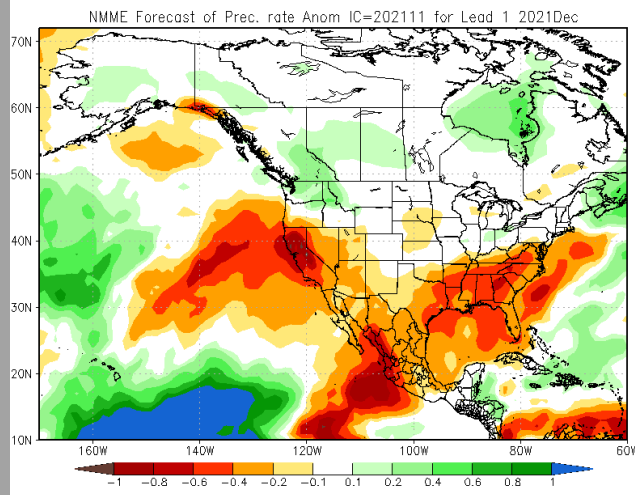 NMME Forecast of Prec. rate Anom IC=202111 for Lead 1 2021Dec
70N
60N
50N
40N
30N
20N
10N
160W 140W 120W 100W 80W 60W
-1 -0.8 -0.6 -0.4 -0.2 -0.1 0.1 0.2 0.4 0.6 0.8 1